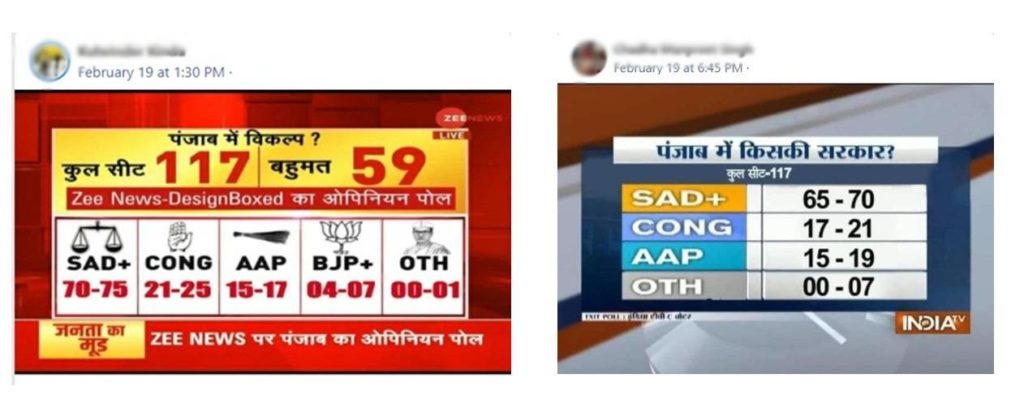 February 19 at 1:30 PM ·
ZEE NEWS
LIVE
पंजाब में विकल्प ?
कुल सीट 117 बहुमत 59
Zee News-DesignBoxed का ओपिनियन पोल
SAD+ CONG AAP BJP+ OTH
70-75 21-25 15-17 04-07 00-01
जनता का
मूड
ZEE NEWS पर पंजाब का ओपिनियन पोल
February 19 at 6:45 PM ·
पंजाब में किसकी सरकार?
कुल सीट-117
SAD+ 65 - 70
CONG 17 - 21
AAP 15 - 19
OTH 00 - 07
EXIT POLL : इंडिया टीवी सी वोटर
INDIA TV